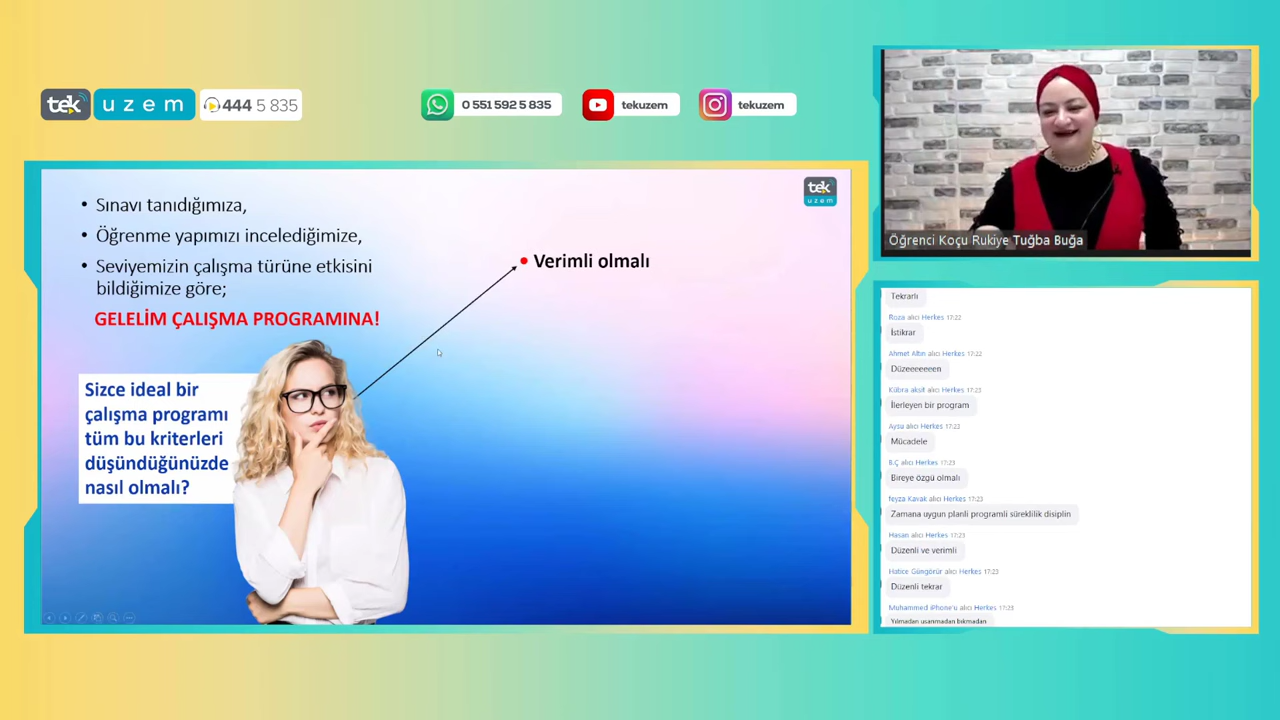 tek uzem 444 5 835
0 551 592 5 835
tekuzem
tekuzem
tek
uzem
• Sınavı tanıdığımıza,
• Öğrenme yapımızı incelediğimize,
• Seviyemizin çalışma türüne etkisini
bildiğimize göre;
GELELİM ÇALIŞMA PROGRAMINA!
• Verimli olmalı
Sizce ideal bir
çalışma programı
tüm bu kriterleri
düşündüğünüzde
nasıl olmalı?
Öğrenci Koçu Rukiye Tuğba Buğa
Tekrarlı
Roza alıcı Herkes 17:22
İstikrar
Ahmet Altın alıcı Herkes 17:22
Düzeeeeeeen
Kübra akşit alıcı Herkes 17:23
İlerleyen bir program
Aysu alıcı Herkes 17:23
Mücadele
B.Ç alıcı Herkes 17:23
Bireye özgü olmalı
feyza Kavak alıcı Herkes 17:23
Zamana uygun planli programli süreklilik disiplin
Hasan alıcı Herkes 17:23
Düzenli ve verimli
Hatice Güngörür alıcı Herkes 17:23
Düzenli tekrar
Muhammed iPhone'u alıcı Herkes 17:23
Yılmadan usanmadan bıkmadan